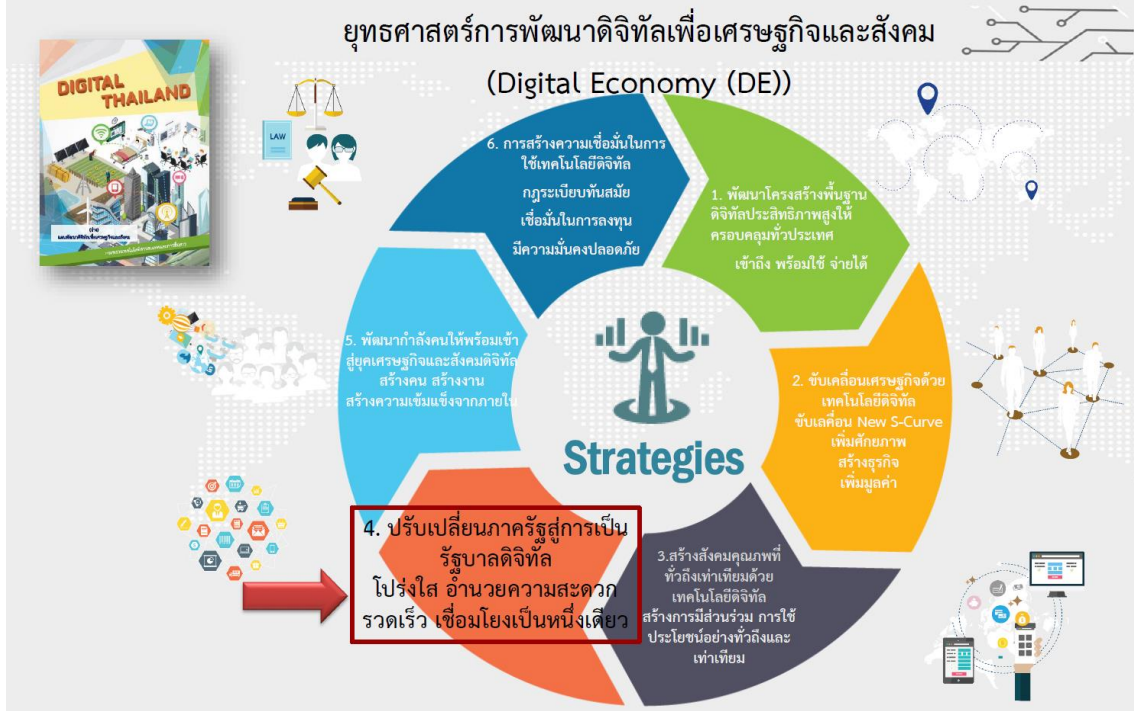 ยุทธศาสตร์การพัฒนาดิจิทัลเพื่อเศรษฐกิจและสังคม
(Digital Economy (DE))
DIGITAL
THAILAND
LAW
6. การสร้างความเชื่อมั่นในการ
ใช้เทคโนโลยีดิจิทัล
กฎระเบียบทันสมัย
เชื่อมั่นในการลงทุน
มีความมั่นคงปลอดภัย
1. พัฒนาโครงสร้างพื้นฐาน
ดิจิทัลประสิทธิภาพสูงให้
ครอบคลุมทั่วประเทศ
เข้าถึง พร้อมใช้ จ่ายได้
5. พัฒนากำลังคนให้พร้อมเข้า
สู่ยุคเศรษฐกิจและสังคมดิจิทัล
สร้างคน สร้างงาน
สร้างความเข้มแข็งจากภายใน
2. ขับเคลื่อนเศรษฐกิจด้วย
เทคโนโลยีดิจิทัล
ขับเลคื่อน New S-Curve
เพิ่มศักยภาพ
สร้างธุรกิจ
เพิ่มมูลค่า
Strategies
4. ปรับเปลี่ยนภาครัฐสู่การเป็น
รัฐบาลดิจิทัล
โปร่งใส อำนวยความสะดวก
รวดเร็ว เชื่อมโยงเป็นหนึ่งเดียว
3.สร้างสังคมคุณภพที่
ทั่วถึงเท่าเทียมด้วย
เทคโนโลยีดิจิทัล
สร้างการมีส่วนร่วม การใช้
ประโยชน์อย่างทั่วถึงและ
เท่าเทียม